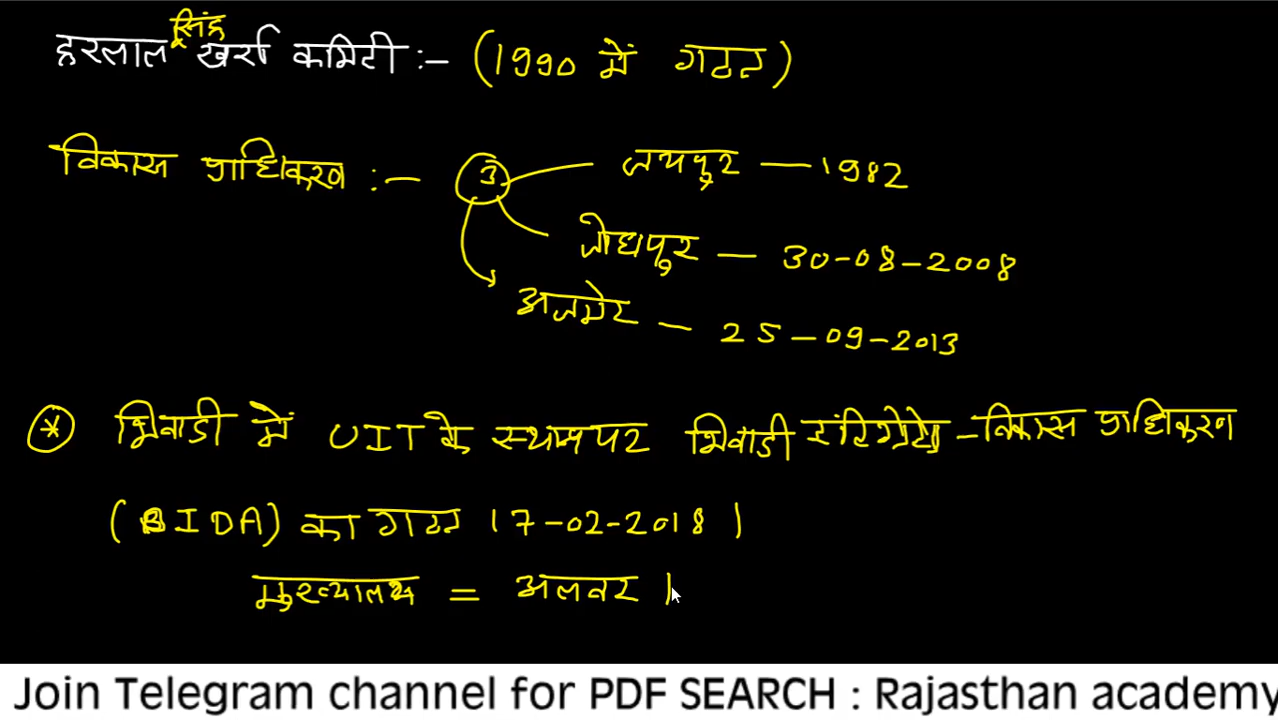 हरलाल सिंह खर्रा कमिटी :- (1990 में गठन)
विकास प्राधिकरण :- 3 जयपुर — 1982
जोधपुर — 30-08-2008
अजमेर — 25-09-2013
* भिवाडी में UIT के स्थान पर भिवाडी इंटिग्रेटेड - विकास प्राधिकरण
(BIDA) का गठन 17-02-2018।
मुख्यालय = अलवर।
Join Telegram channel for PDF SEARCH : Rajasthan academy